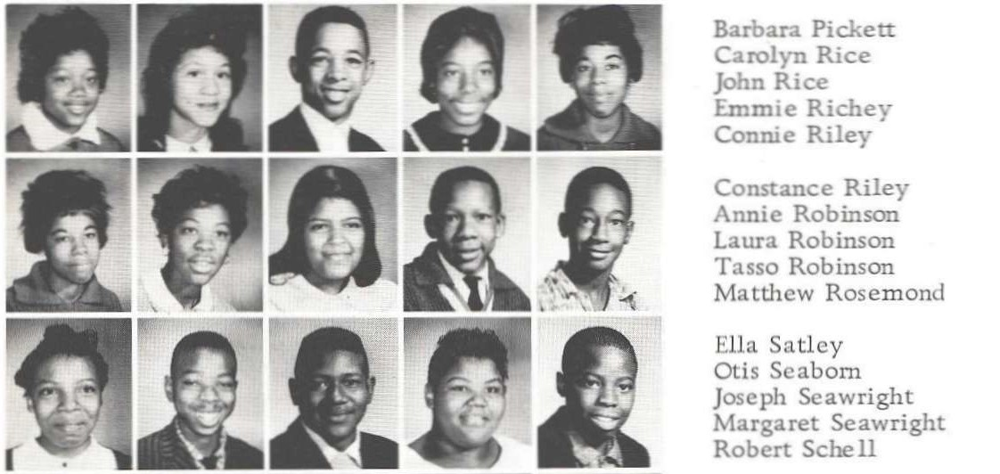 Barbara Pickett
Carolyn Rice
John Rice
Emmie Richey
Connie Riley
Constance Riley
Annie Robinson
Laura Robinson
Tasso Robinson
Matthew Rosemond
Ella Satley
Otis Seaborn
Joseph Seawright
Margaret Seawright
Robert Schell